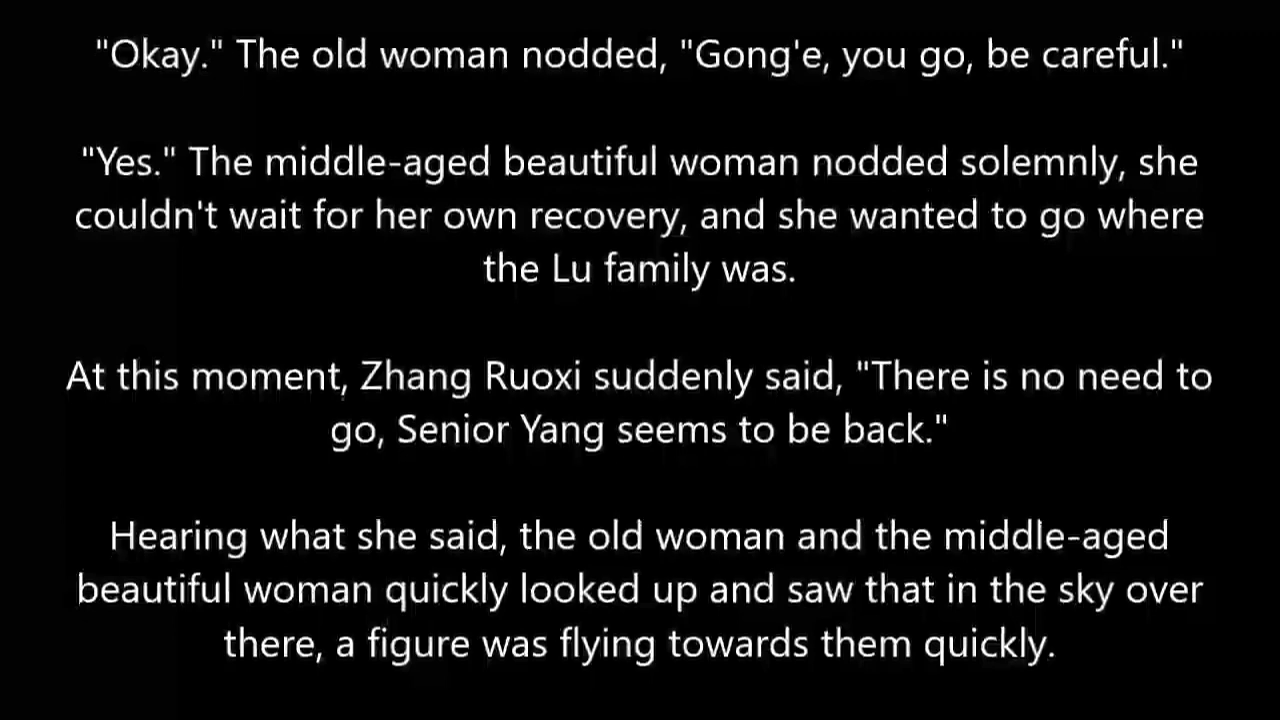 "Okay." The old woman nodded, "Gong'e, you go, be careful."
"Yes." The middle-aged beautiful woman nodded solemnly, she
couldn't wait for her own recovery, and she wanted to go where
the Lu family was.
At this moment, Zhang Ruoxi suddenly said, "There is no need to
go, Senior Yang seems to be back."
Hearing what she said, the old woman and the middle-aged
beautiful woman quickly looked up and saw that in the sky over
there, a figure was flying towards them quickly.